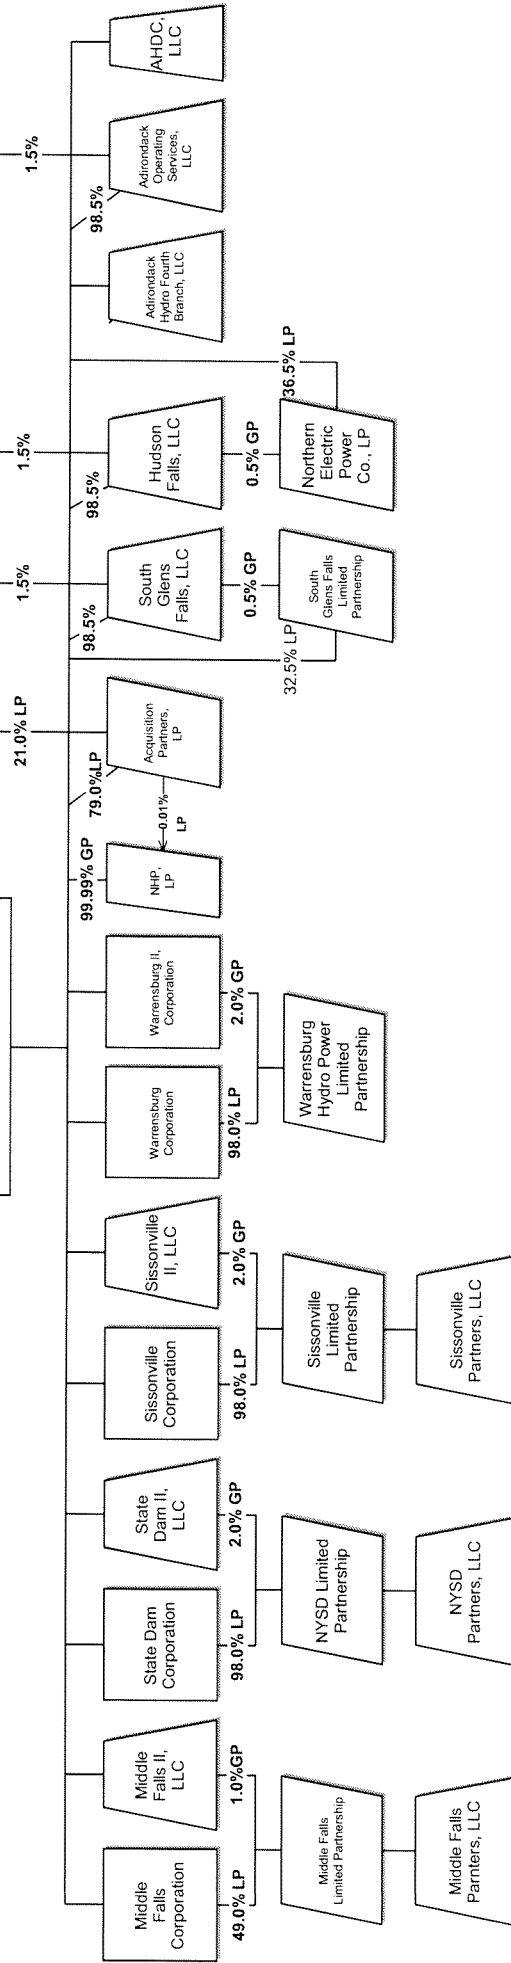 21.0% LP
1.5%
1.5%
1.5%
99.99% GP
79.0%LP
98.5%
98.5%
98.5%
Middle
Falls
Corporation
Middle
Falls II,
LLC
State Dam
Corporation
State
Dam II,
LLC
Sissonville
Corporation
Sissonville
II, LLC
Warrensburg
Corporation
Warrensburg II,
Corporation
NHP,
LP
0.01%
LP
Acquisition
Partners,
LP
South
Glens
Falls, LLC
Hudson
Falls, LLC
Adirondack
Hydro Fourth
Branch, LLC
Adirondack
Operating
Services,
LLC
AHDC,
LLC
49.0% LP
1.0%GP
98.0% LP
2.0% GP
98.0% LP
2.0% GP
98.0% LP
2.0% GP
32.5% LP
0.5% GP
0.5% GP
36.5% LP
Middle Falls
Limited Partnership
NYSD Limited
Partnership
Sissonville
Limited
Partnership
Warrensburg
Hydro Power
Limited
Partnership
South
Glens Falls
Limited
Partnership
Northern
Electric
Power
Co., LP
Middle Falls
Parnters, LLC
NYSD
Partners, LLC
Sissonville
Partners, LLC